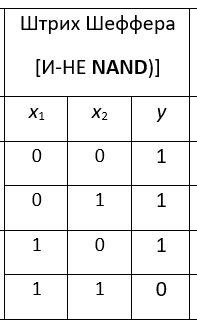 Штрих Шеффера
[И-НЕ NAND)]
x₁ x₂ y
0 0 1
0 1 1
1 0 1
1 1 0